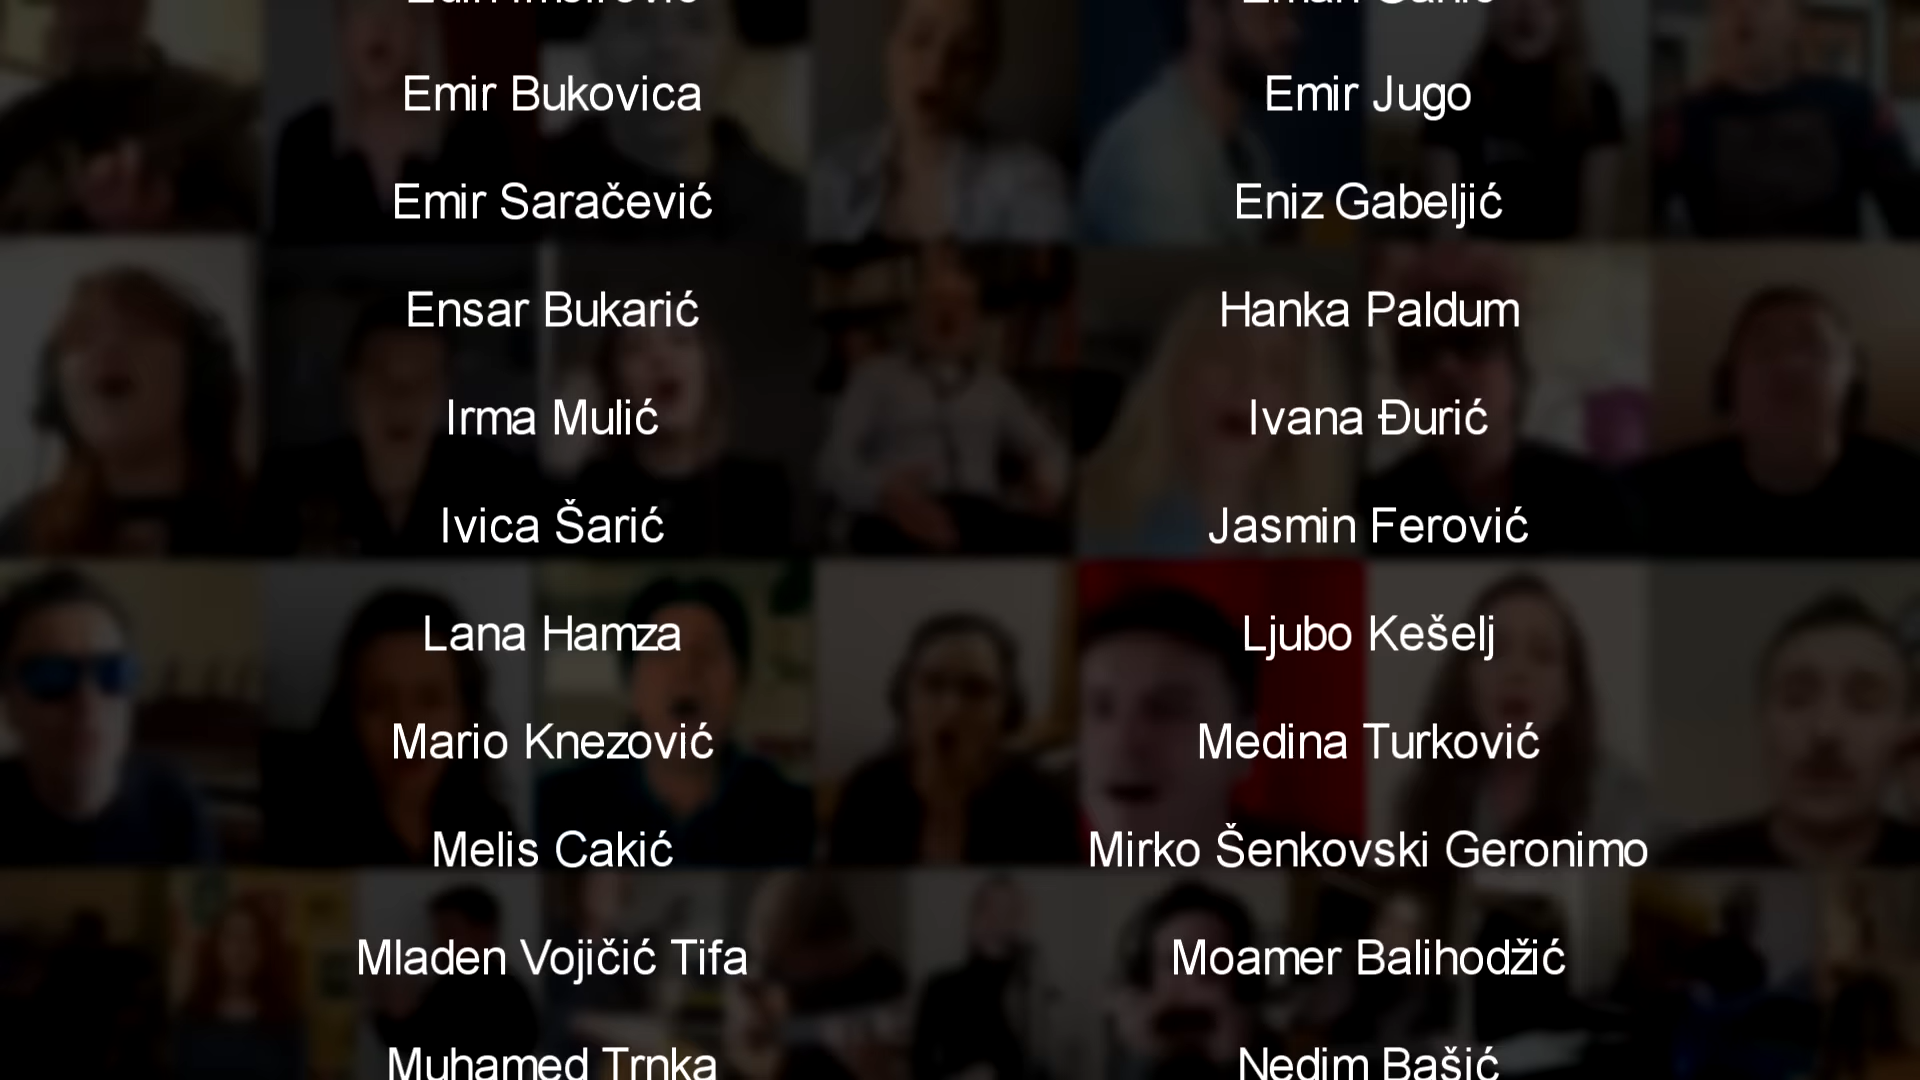 Emir Bukovica Emir Jugo
Emir Saračević Eniz Gabeljić
Ensar Bukarić Hanka Paldum
Irma Mulić Ivana Đurić
Ivica Šarić Jasmin Ferović
Lana Hamza Ljubo Kešelj
Mario Knezović Medina Turković
Melis Cakić Mirko Šenkovski Geronimo
Mladen Vojičić Tifa Moamer Balihodžić
Muhamed Trnka Nedim Bašić